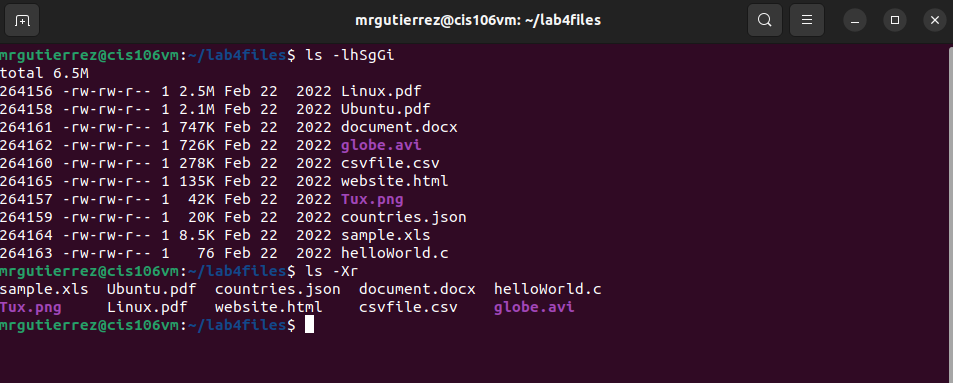 mrgutierrez@cis106vm: ~/lab4files
mrgutierrez@cis106vm:~/lab4files$ ls -lhSgGi
total 6.5M
264156 -rw-rw-r-- 1 2.5M Feb 22  2022 Linux.pdf
264158 -rw-rw-r-- 1 2.1M Feb 22  2022 Ubuntu.pdf
264161 -rw-rw-r-- 1 747K Feb 22  2022 document.docx
264162 -rw-rw-r-- 1 726K Feb 22  2022 globe.avi
264160 -rw-rw-r-- 1 278K Feb 22  2022 csvfile.csv
264165 -rw-rw-r-- 1 135K Feb 22  2022 website.html
264157 -rw-rw-r-- 1  42K Feb 22  2022 Tux.png
264159 -rw-rw-r-- 1  20K Feb 22  2022 countries.json
264164 -rw-rw-r-- 1 8.5K Feb 22  2022 sample.xls
264163 -rw-rw-r-- 1   76 Feb 22  2022 helloWorld.c
mrgutierrez@cis106vm:~/lab4files$ ls -Xr
sample.xls  Ubuntu.pdf  countries.json  document.docx  helloWorld.c
Tux.png     Linux.pdf   website.html    csvfile.csv    globe.avi
mrgutierrez@cis106vm:~/lab4files$